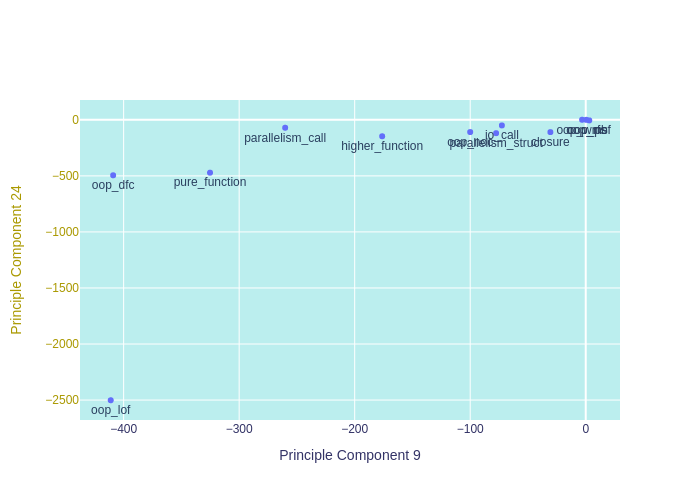 0
−500
−1000
−1500
−2000
−2500
Principle Component 24
parallelism_call
higher_function
io_call
parallelism_struct
closure
oop_dfc
pure_function
oop_lof
−400
−300
−200
−100
0
Principle Component 9